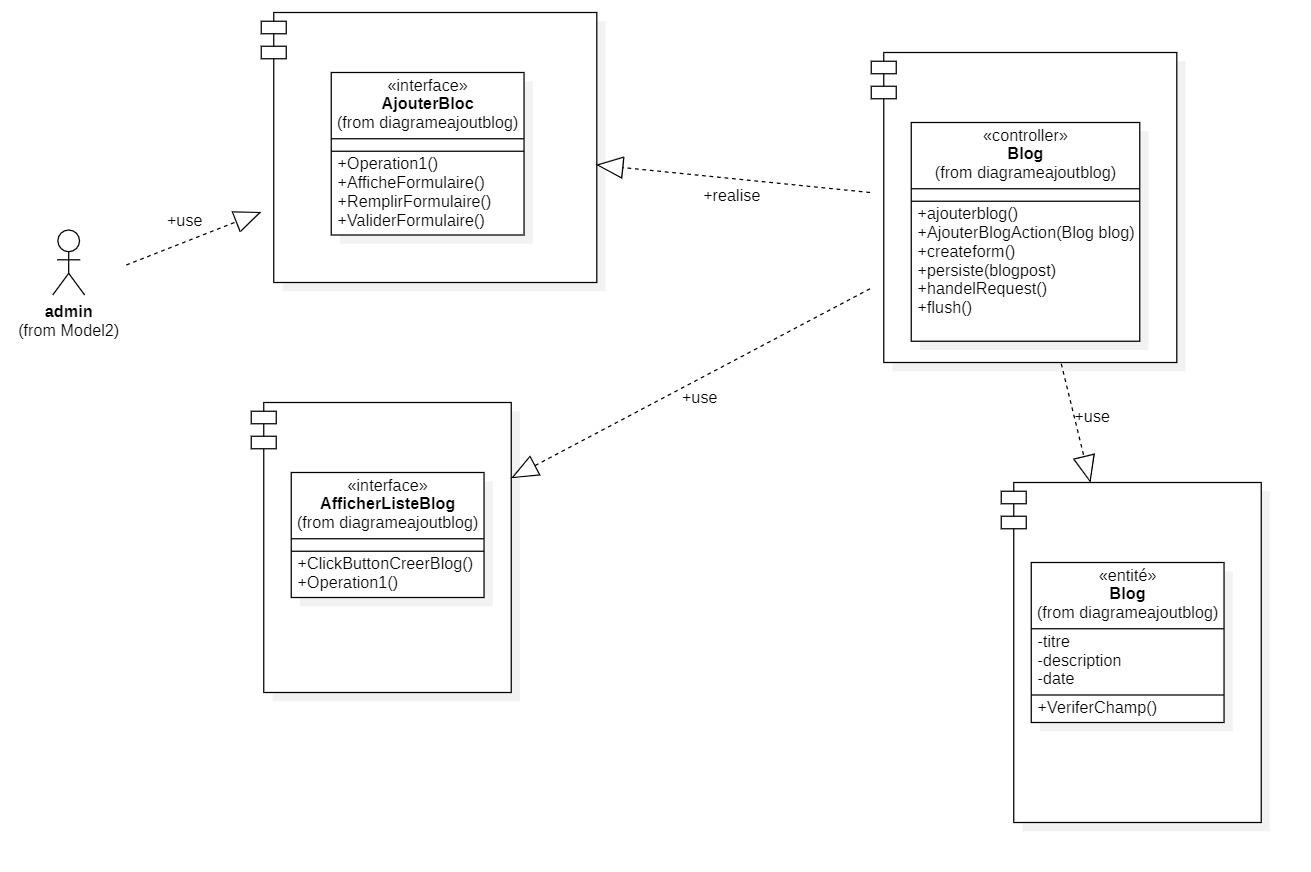 «interface»
AjouterBloc
(from diagrameajoutblog)
+Operation1()
+AfficheFormulaire()
+RemplirFormulaire()
+ValiderFormulaire()
«controller»
Blog
(from diagrameajoutblog)
+ajouterblog()
+AjouterBlogAction(Blog blog)
+createform()
+persiste(blogpost)
+handelRequest()
+flush()
+realise
+use
admin
(from Model2)
+use
+use
«interface»
AfficherListeBlog
(from diagrameajoutblog)
+ClickButtonCreerBlog()
+Operation1()
«entité»
Blog
(from diagrameajoutblog)
-titre
-description
-date
+VeriferChamp()